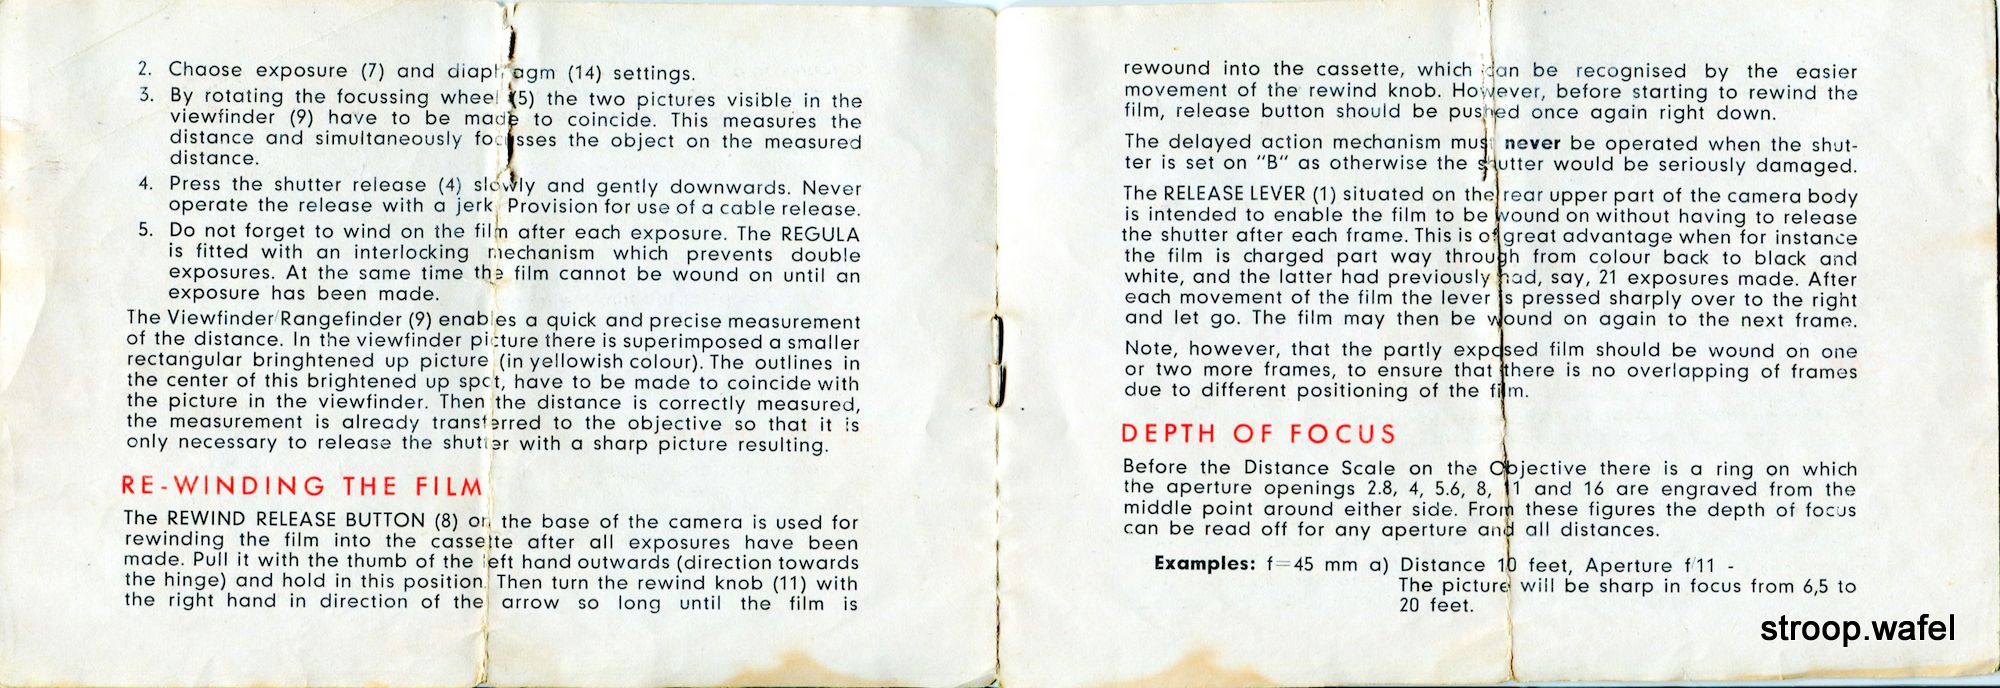 2. Choose exposure (7) and diaphragm (14) settings.
3. By rotating the focussing wheel (5) the two pictures visible in the
viewfinder (9) have to be made to coincide. This measures the
distance and simultaneously focusses the object on the measured
distance.
4. Press the shutter release (4) slowly and gently downwards. Never
operate the release with a jerk. Provision for use of a cable release.
5. Do not forget to wind on the film after each exposure. The REGULA
is fitted with an interlocking mechanism which prevents double
exposures. At the same time the film cannot be wound on until an
exposure has been made.
The Viewfinder/Rangefinder (9) enables a quick and precise measurement
of the distance. In the viewfinder picture there is superimposed a smaller
rectangular bringhtened up picture (in yellowish colour). The outlines in
the center of this brightened up spot, have to be made to coincide with
the picture in the viewfinder. Then the distance is correctly measured,
the measurement is already transferred to the objective so that it is
only necessary to release the shutter with a sharp picture resulting.
RE-WINDING THE FILM
The REWIND RELEASE BUTTON (8) on the base of the camera is used for
rewinding the film into the cassette after all exposures have been
made. Pull it with the thumb of the left hand outwards (direction towards
the hinge) and hold in this position. Then turn the rewind knob (11) with
the right hand in direction of the arrow so long until the film is
rewound into the cassette, which can be recognised by the easier
movement of the rewind knob. However, before starting to rewind the
film, release button should be pushed once again right down.
The delayed action mechanism must never be operated when the shut-
ter is set on "B" as otherwise the shutter would be seriously damaged.
The RELEASE LEVER (1) situated on the rear upper part of the camera body
is intended to enable the film to be wound on without having to release
the shutter after each frame. This is of great advantage when for instance
the film is charged part way through from colour back to black and
white, and the latter had previously had, say, 21 exposures made. After
each movement of the film the lever is pressed sharply over to the right
and let go. The film may then be wound on again to the next frame.
Note, however, that the partly exposed film should be wound on one
or two more frames, to ensure that there is no overlapping of frames
due to different positioning of the film.
DEPTH OF FOCUS
Before the Distance Scale on the Objective there is a ring on which
the aperture openings 2.8, 4, 5.6, 8, 11 and 16 are engraved from the
middle point around either side. From these figures the depth of focus
can be read off for any aperture and all distances.
Examples: f=45 mm a) Distance 10 feet, Aperture f/11 -
The picture will be sharp in focus from 6,5 to
20 feet.
stroop.wafel